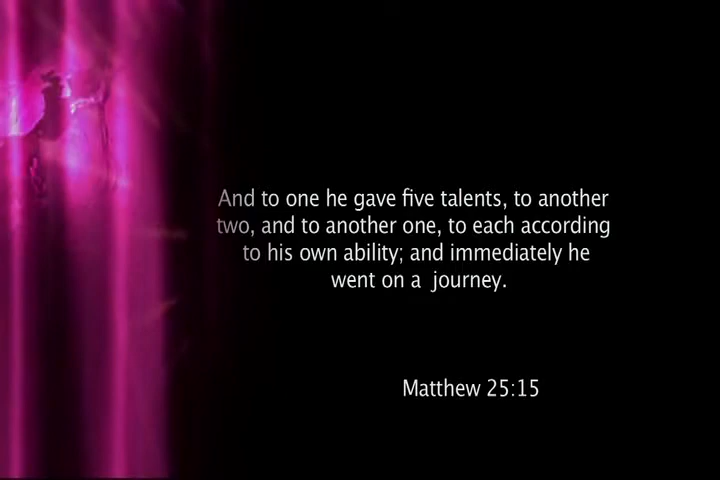 And to one he gave five talents, to another
two, and to another one, to each according
to his own ability; and immediately he
went on a  journey.
Matthew 25:15